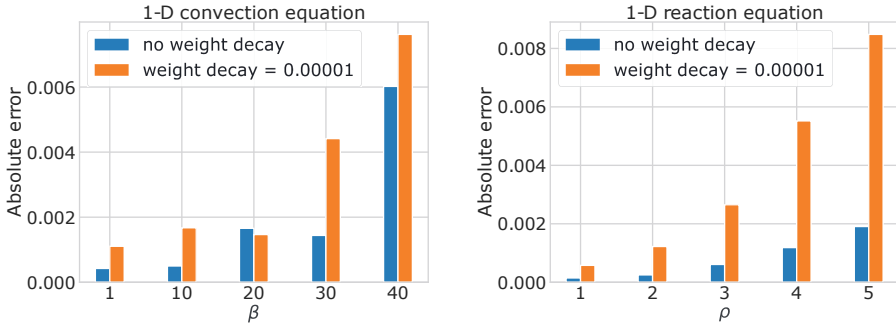 1-D convection equation
no weight decay
weight decay = 0.00001
Absolute error
0.006
0.004
0.002
0.000
1 10 20 30 40
β
1-D reaction equation
no weight decay
weight decay = 0.00001
Absolute error
0.008
0.006
0.004
0.002
0.000
1 2 3 4 5
ρ